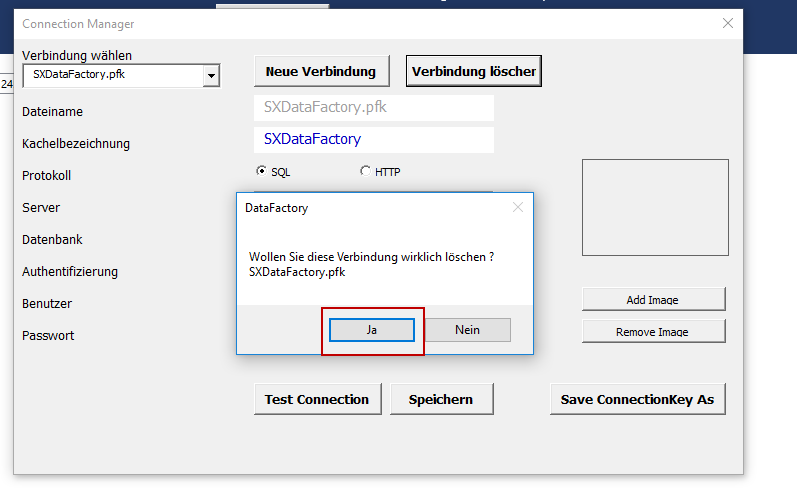 Connection Manager
Verbindung wählen
SXDataFactory.pfk
Neue Verbindung
Verbindung löscher
24
Dateiname
SXDataFactory.pfk
Kachelbezeichnung
SXDataFactory
Protokoll
SQL
HTTP
Server
DataFactory
Datenbank
Wollen Sie diese Verbindung wirklich löschen ?
SXDataFactory.pfk
Authentifizierung
Benutzer
Add Image
Ja
Nein
Passwort
Remove Image
Test Connection
Speichern
Save ConnectionKey As